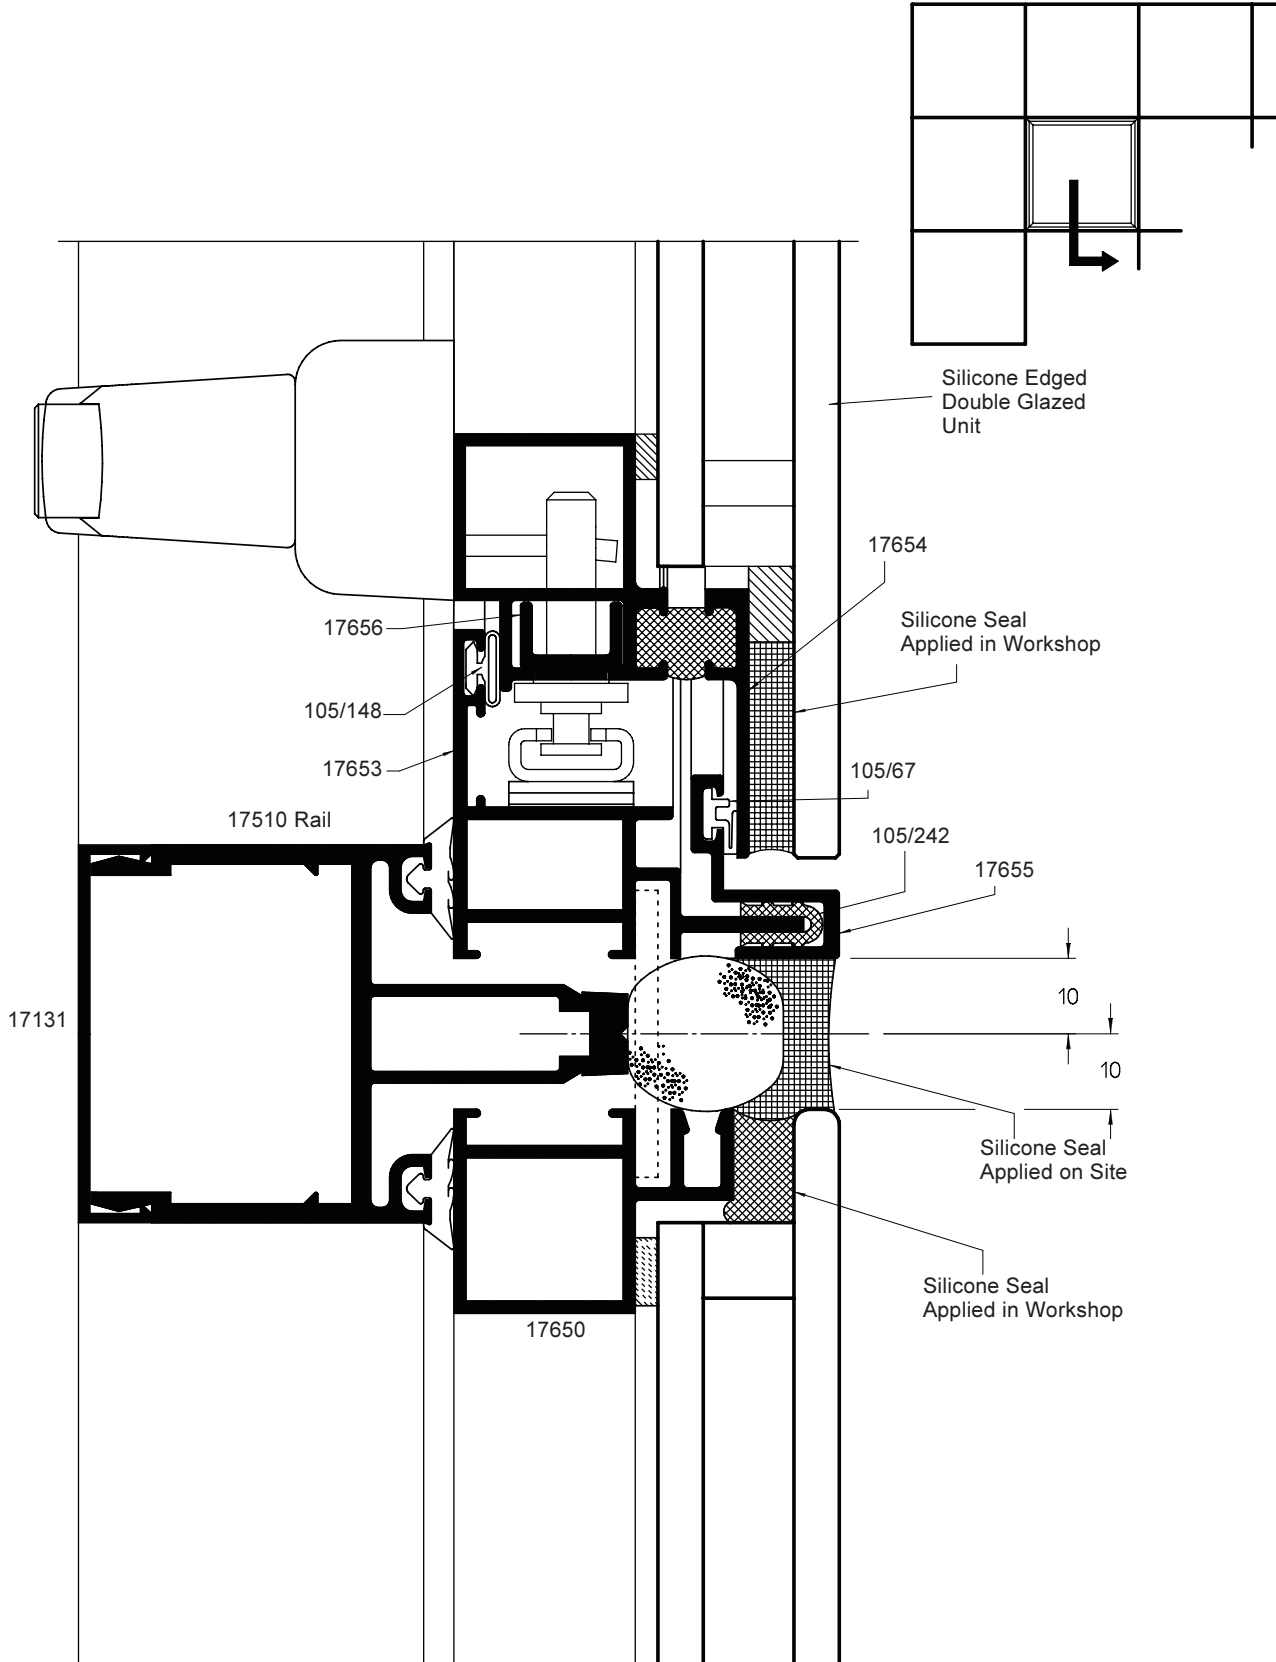 Silicone Edged
Double Glazed
Unit
17654
Silicone Seal
Applied in Workshop
17656
105/148
17653
105/67
17510 Rail
105/242
17655
10
17131
10
Silicone Seal
Applied on Site
Silicone Seal
Applied in Workshop
17650